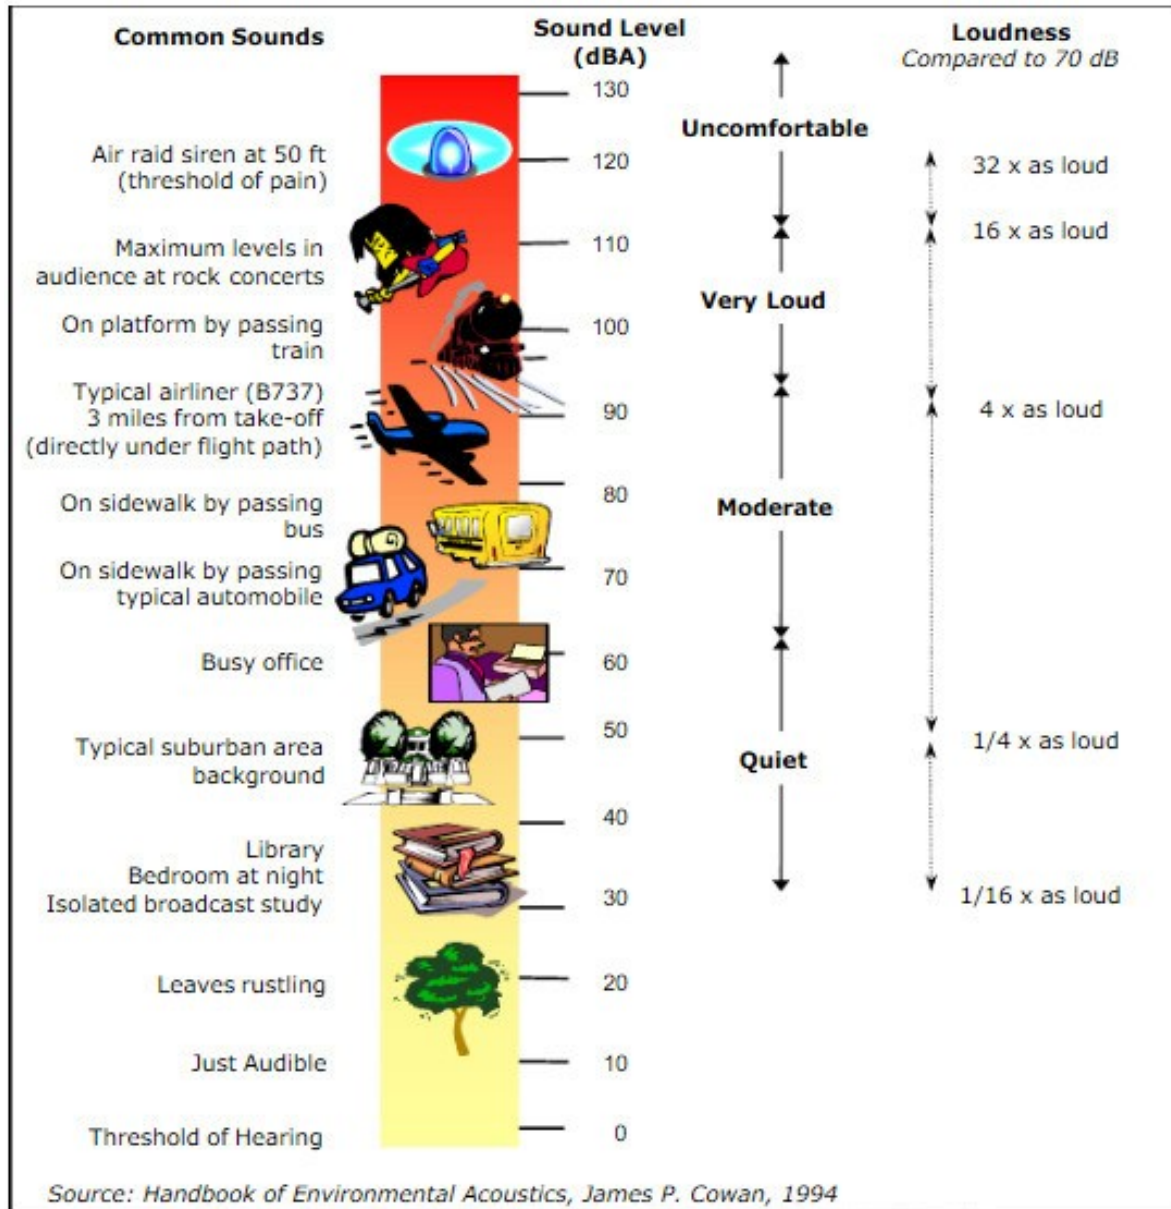 Common Sounds
Sound Level
(dBA)
Loudness
Compared to 70 dB
130
Uncomfortable
Air raid siren at 50 ft
(threshold of pain)
120
32 x as loud
110
16 x as loud
Maximum levels in
audience at rock concerts
Very Loud
On platform by passing
train
100
Typical airliner (B737)
3 miles from take-off
(directly under flight path)
90
4 x as loud
80
On sidewalk by passing
bus
Moderate
On sidewalk by passing
typical automobile
70
Busy office
60
50
1/4 x as loud
Typical suburban area
background
Quiet
40
Library
Bedroom at night
Isolated broadcast study
30
1/16 x as loud
Leaves rustling
20
Just Audible
10
Threshold of Hearing
0
Source: Handbook of Environmental Acoustics, James P. Cowan, 1994